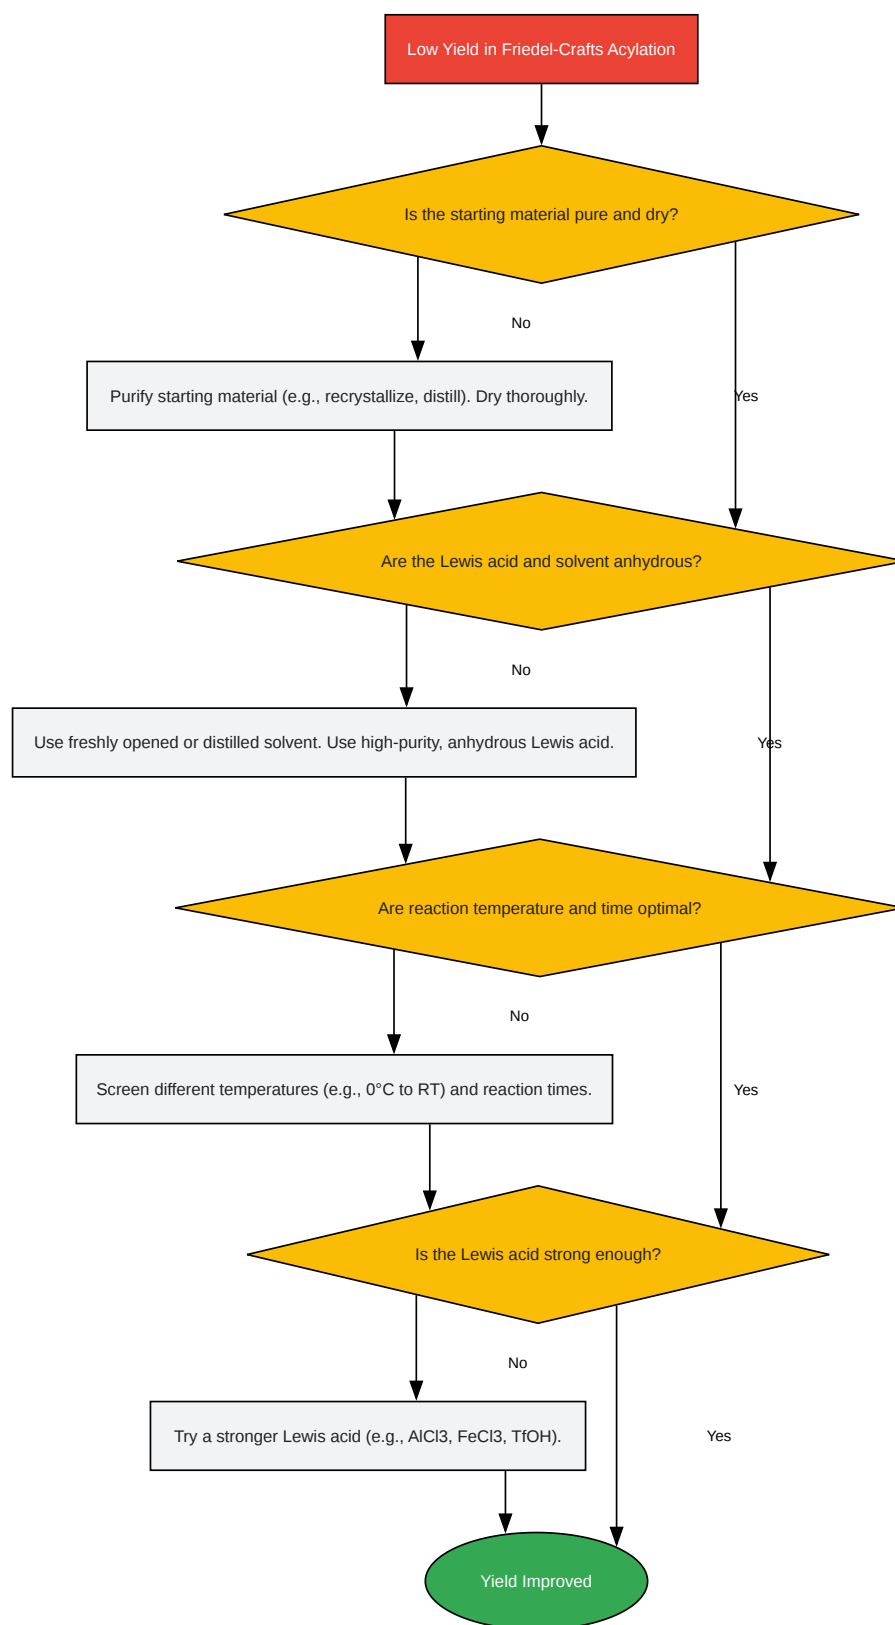 Low Yield in Friedel-Crafts Acylation
Is the starting material pure and dry?
No
Purify starting material (e.g., recrystallize, distill). Dry thoroughly.
Yes
Are the Lewis acid and solvent anhydrous?
No
Use freshly opened or distilled solvent. Use high-purity, anhydrous Lewis acid.
Yes
Are reaction temperature and time optimal?
No
Screen different temperatures (e.g., 0°C to RT) and reaction times.
Yes
Is the Lewis acid strong enough?
No
Try a stronger Lewis acid (e.g., AlCl3, FeCl3, TfOH).
Yes
Yield Improved